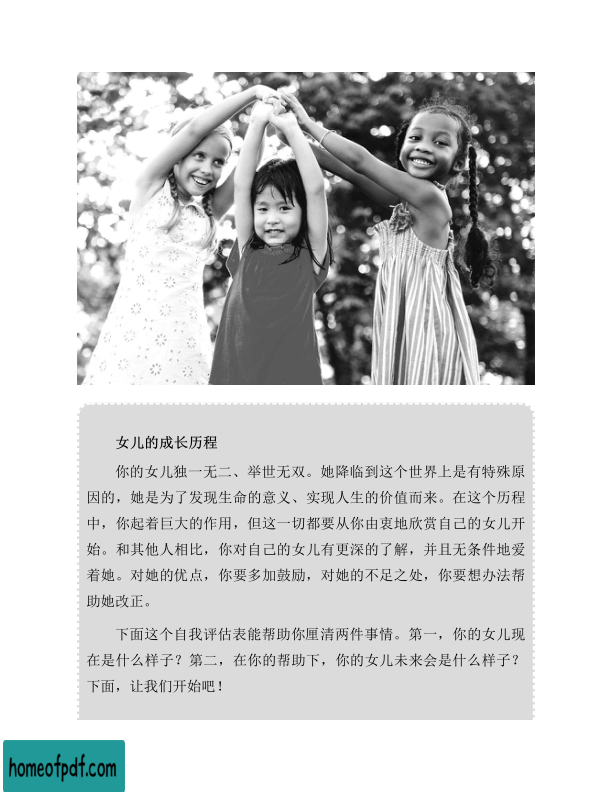 女儿的成长历程
你的女儿独一无二、举世无双。她降临到这个世界上是有特殊原
因的，她是为了发现生命的意义、实现人生的价值而来。在这个历程
中，你起着巨大的作用，但这一切都要从你由衷地欣赏自己的女儿开
始。和其他人相比，你对自己的女儿有更深的了解，并且无条件地爱
着她。对她的优点，你要多加鼓励，对她的不足之处，你要想办法帮
助她改正。
下面这个自我评估表能帮助你厘清两件事情。第一，你的女儿现
在是什么样子？第二，在你的帮助下，你的女儿未来会是什么样子？
下面，让我们开始吧！
homeofpdf.com